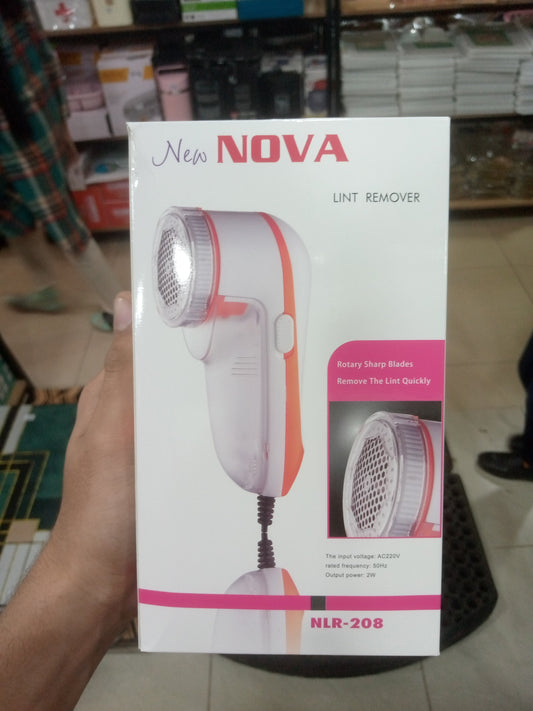 New NOVA
LINT REMOVER
Rotary Sharp Blades
Remove The Lint Quickly
The input voltage: AC220V
rated frequency: 50Hz
Output power: 2W
NLR-208